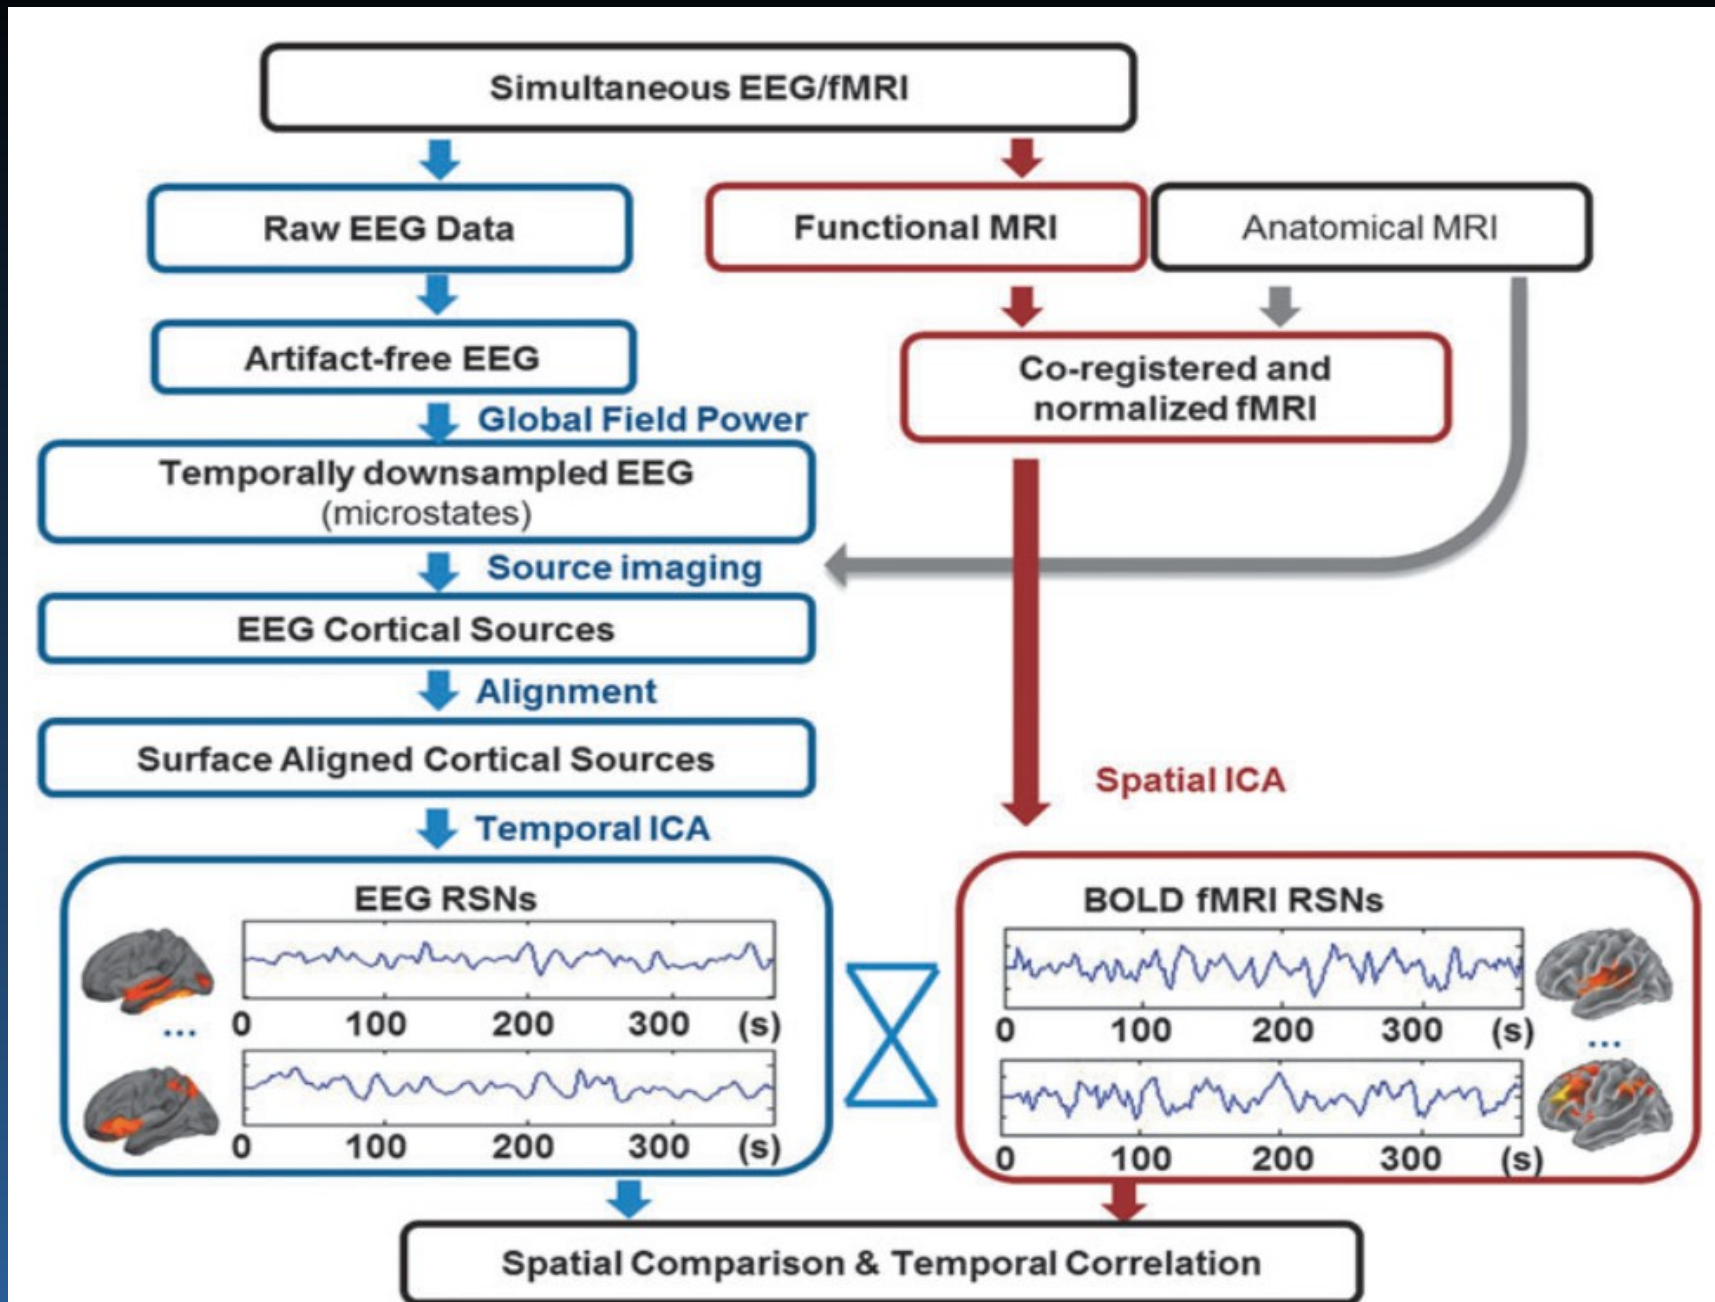 Simultaneous EEG/fMRI
Raw EEG Data
Functional MRI
Anatomical MRI
Artifact-free EEG
Co-registered and
normalized fMRI
Global Field Power
Temporally downsampled EEG
(microstates)
Source imaging
EEG Cortical Sources
Alignment
Surface Aligned Cortical Sources
Spatial ICA
Temporal ICA
EEG RSNs
0 100 200 300 (s)
...
0 100 200 300 (s)
BOLD fMRI RSNs
0 100 200 300 (s)
...
0 100 200 300 (s)
Spatial Comparison & Temporal Correlation